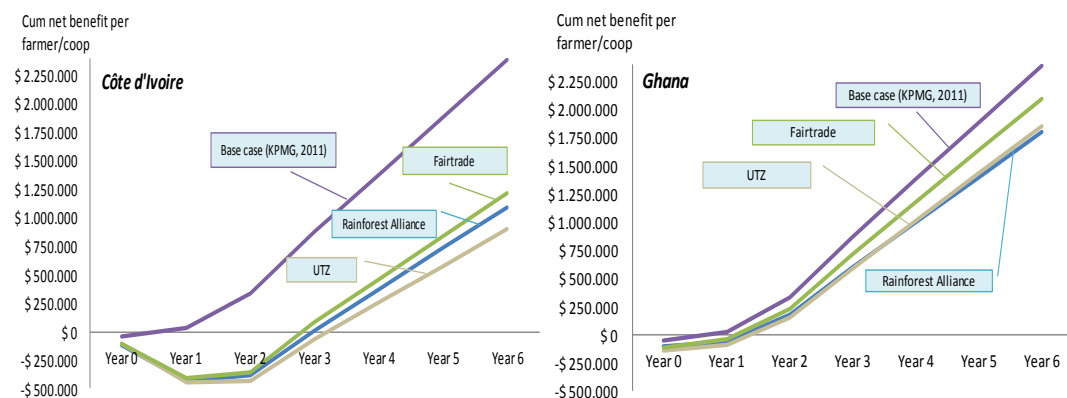 Cum net benefit per
farmer/coop
$ 2.250.000
$ 2.000.000
$ 1.750.000
$ 1.500.000
$ 1.250.000
$ 1.000.000
$ 750.000
$ 500.000
$ 250.000
$ 0
-$ 250.000
-$ 500.000
Côte d'Ivoire
Base case (KPMG, 2011)
Fairtrade
Rainforest Alliance
UTZ
Year 0 Year 1 Year 2 Year 3 Year 4 Year 5 Year 6
Cum net benefit per
farmer/coop
$ 2.250.000
$ 2.000.000
$ 1.750.000
$ 1.500.000
$ 1.250.000
$ 1.000.000
$ 750.000
$ 500.000
$ 250.000
$ 0
-$ 250.000
-$ 500.000
Ghana
Base case (KPMG, 2011)
Fairtrade
UTZ
Rainforest Alliance
Year 0 Year 1 Year 2 Year 3 Year 4 Year 5 Year 6